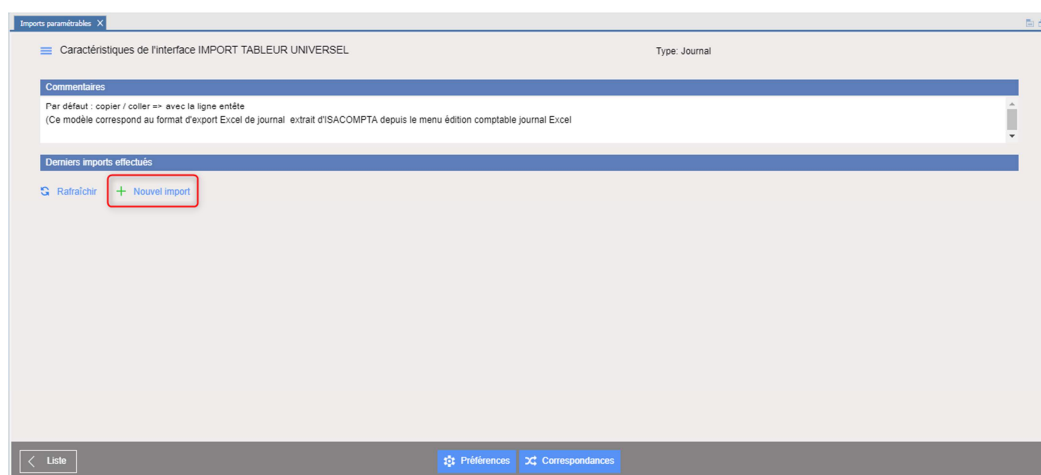 Imports paramétrables X
Caractéristiques de l'interface IMPORT TABLEUR UNIVERSEL
Type: Journal
Commentaires
Par défaut : copier / coller => avec la ligne entête
(Ce modèle correspond au format d'export Excel de journal extrait d'ISACOMPTA depuis le menu édition comptable journal Excel
Derniers imports effectués
Rafraîchir
+ Nouvel import
< Liste
Préférences
Correspondances